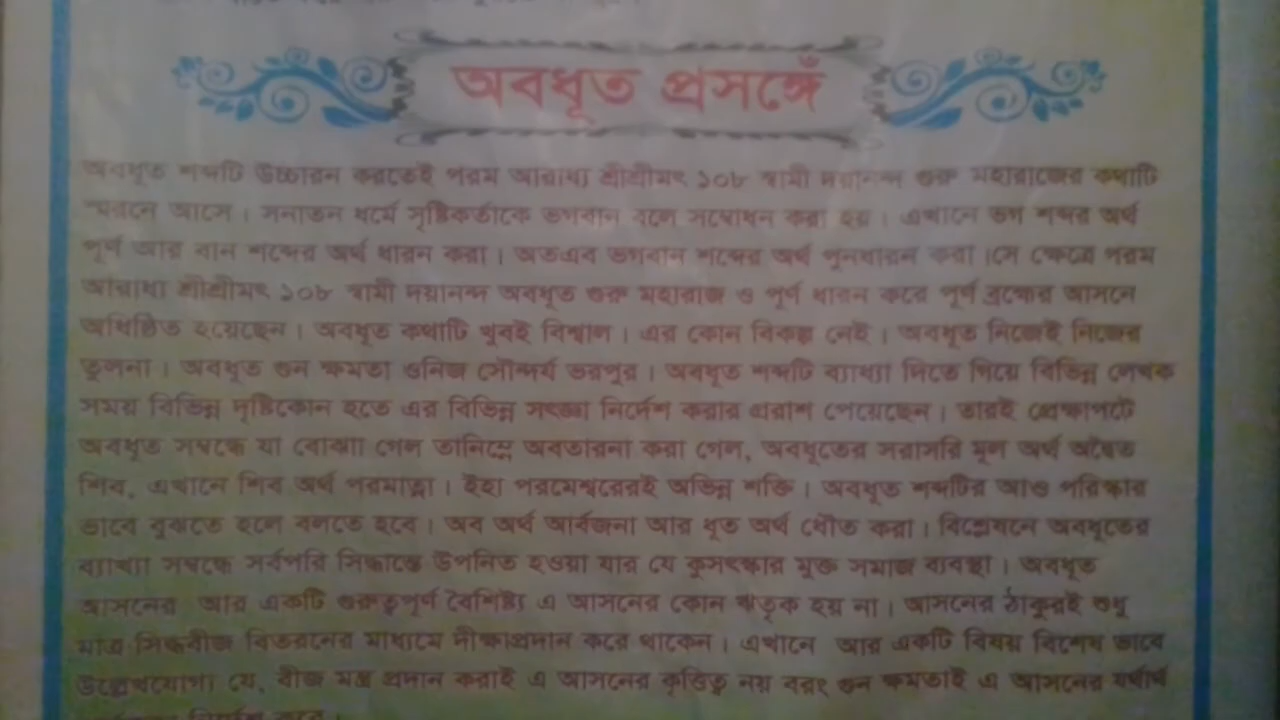 অবধূত প্রসঙ্গেঁ
অবধূত শব্দটি উচ্চারন করতেই পরম আরাধ্য শ্রীশ্রীমৎ ১০৮ স্বামী দয়ানন্দ গুরু মহারাজের কথাটি
স্মরনে আসে। সনাতন ধর্মে সৃষ্টিকর্তাকে ভগবান বলে সম্বোধন করা হয়। এখানে ভগ শব্দর অর্থ
পূর্ণ আর বান শব্দের অর্থ ধারন করা। অতএব ভগবান শব্দের অর্থ পুনধারন করা।সে ক্ষেত্রে পরম
আরাধ্য শ্রীশ্রীমৎ ১০৮ স্বামী দয়ানন্দ অবধূত গুরু মহারাজ ও পূর্ণ ধারন করে পূর্ণ ব্রহ্মের আসনে
অধিষ্ঠিত হয়েছেন। অবধূত কথাটি খুবই বিশ্বাল। এর কোন বিকল্প নেই। অবধূত নিজেই নিজের
তুলনা। অবধূত গুন ক্ষমতা ওনিজ সৌন্দর্য ভরপুর। অবধূত শব্দটি ব্যাখ্যা দিতে গিয়ে বিভিন্ন লেখক
সময় বিভিন্ন দৃষ্টিকোন হতে এর বিভিন্ন সংজ্ঞা নির্দেশ করার প্রয়াশ পেয়েছেন। তারই প্রেক্ষাপটে
অবধূত সম্বন্ধে যা বোঝা গেল তানিম্নে অবতারনা করা গেল, অবধূতের সরাসরি মূল অর্থ অদ্বৈত
শিব, এখানে শিব অর্থ পরমাত্মা। ইহা পরমেশ্বরেরই অভিন্ন শক্তি। অবধূত শব্দটির আও পরিস্কার
ভাবে বুঝতে হলে বলতে হবে। অব অর্থ আর্বজনা আর ধূত অর্থ ধৌত করা। বিশ্লেষনে অবধূতের
ব্যাখ্যা সম্বন্ধে সর্বপরি সিদ্ধান্তে উপনিত হওয়া যার যে কুসংস্কার মুক্ত সমাজ ব্যবস্থা। অবধূত
আসনের আর একটি গুরুত্বপূর্ণ বৈশিষ্ট্য এ আসনের কোন ঋত্বক হয় না। আসনের ঠাকুরই শুধু
মাত্র সিদ্ধবীজ বিতরনের মাধ্যমে দীক্ষাপ্রদান করে থাকেন। এখানে আর একটি বিষয় বিশেষ ভাবে
উল্লেখযোগ্য যে, বীজ মন্ত্র প্রদান করাই এ আসনের কৃত্তিত্ব নয় বরং গুন ক্ষমতাই এ আসনের যর্থাথ
নির্দেশ করে।